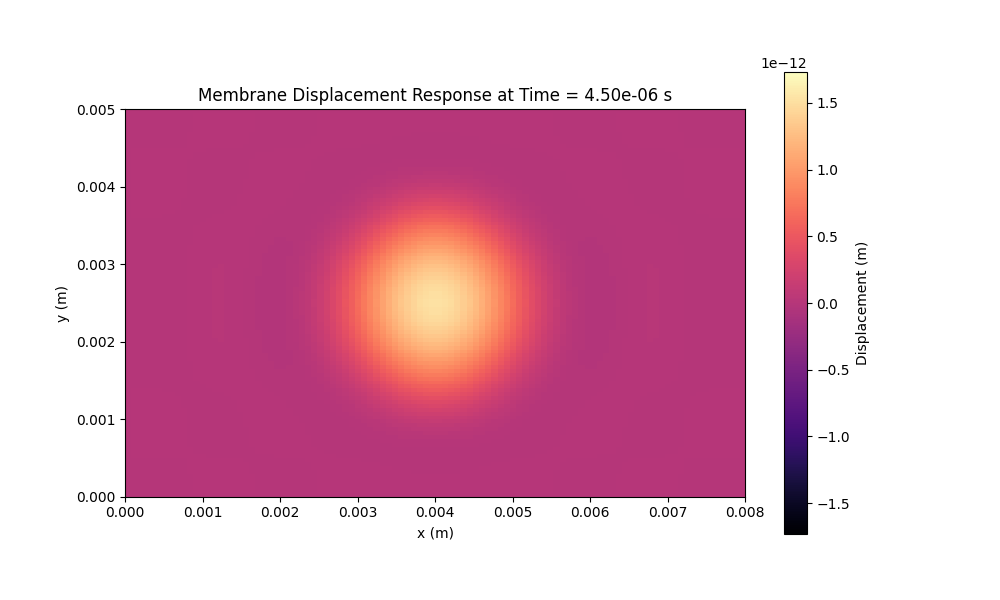 1e−12
Membrane Displacement Response at Time = 4.50e-06 s
0.005
0.004
0.003
0.002
0.001
0.000
y (m)
0.000 0.001 0.002 0.003 0.004 0.005 0.006 0.007 0.008
x (m)
1.5
1.0
0.5
0.0
−0.5
−1.0
−1.5
Displacement (m)